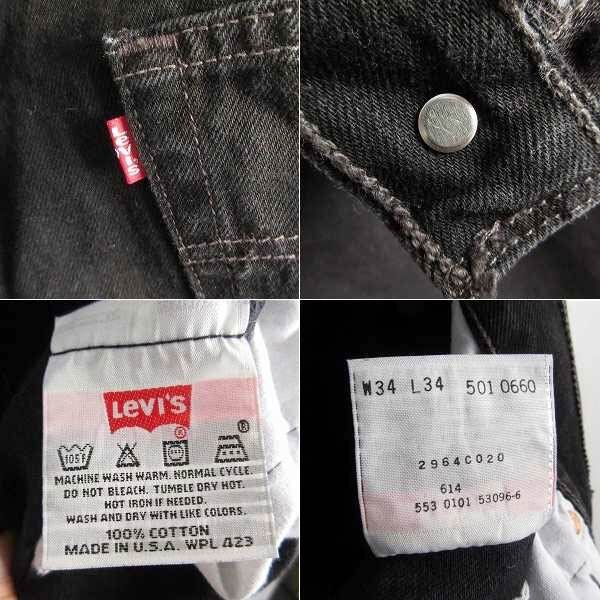 Levi's
Levi's
®
105F
MACHINE WASH WARM. NORMAL CYCLE.
DO NOT BLEACH. TUMBLE DRY HOT.
HOT IRON IF NEEDED.
WASH AND DRY WITH LIKE COLORS.
100% COTTON
MADE IN U.S.A. WPL 423
W34 L34 501 0660
2964C020
614
553 0101 53096-6